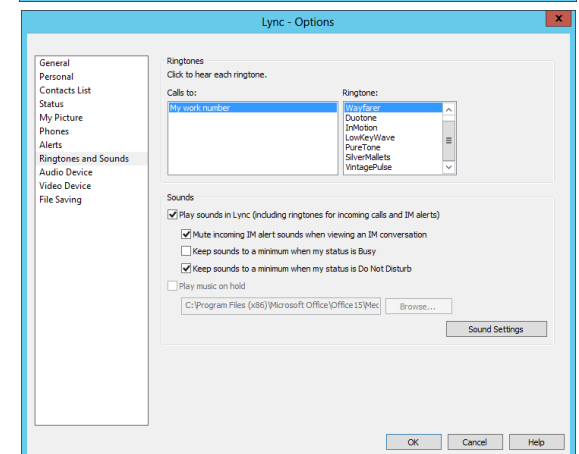 Lync - Options
x
General
Personal
Contacts List
Status
My Picture
Phones
Alerts
Ringtones and Sounds
Audio Device
Video Device
File Saving
Ringtones
Click to hear each ringtone.
Calls to:
My work number
Ringtone:
Wayfarer
Duotone
InMotion
LowKeyWave
PureTone
SilverMallets
VintagePulse
Sounds
Play sounds in Lync (including ringtones for incoming calls and IM alerts)
Mute incoming IM alert sounds when viewing an IM conversation
Keep sounds to a minimum when my status is Busy
Keep sounds to a minimum when my status is Do Not Disturb
Play music on hold
C:\Program Files (x86)\Microsoft Office\Office15\Mec
Browse...
Sound Settings
OK
Cancel
Help